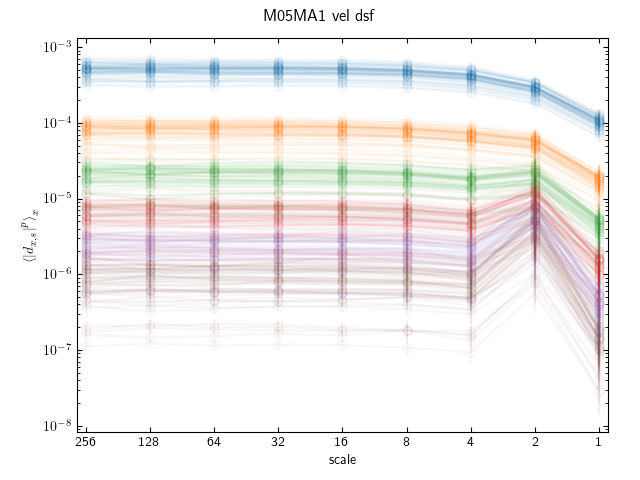 M05MA1 vel dsf
10⁻³
10⁻⁴
10⁻⁵
10⁻⁶
10⁻⁷
10⁻⁸
⟨|d_{x,s}|^p⟩_x
256 128 64 32 16 8 4 2 1
scale